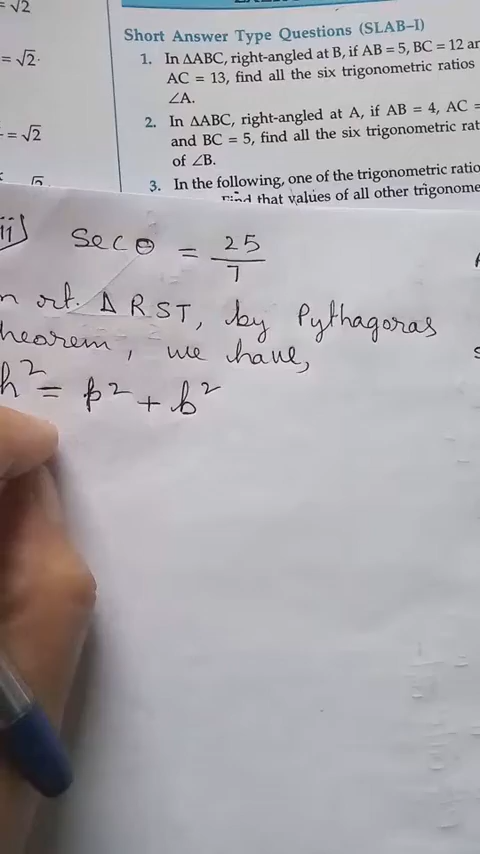 = √2
= √2.
= √2
Short Answer Type Questions (SLAB-I)
1. In ΔABC, right-angled at B, if AB = 5, BC = 12 an
AC = 13, find all the six trigonometric ratios
∠A.
2. In ΔABC, right-angled at A, if AB = 4, AC =
and BC = 5, find all the six trigonometric rat
of ∠B.
3. In the following, one of the trigonometric ratio
Find that values of all other trigonome
ii) Sec θ = 25/7
n rt. Δ RST, by Pythagoras
heorem, we have,
h² = p² + b²